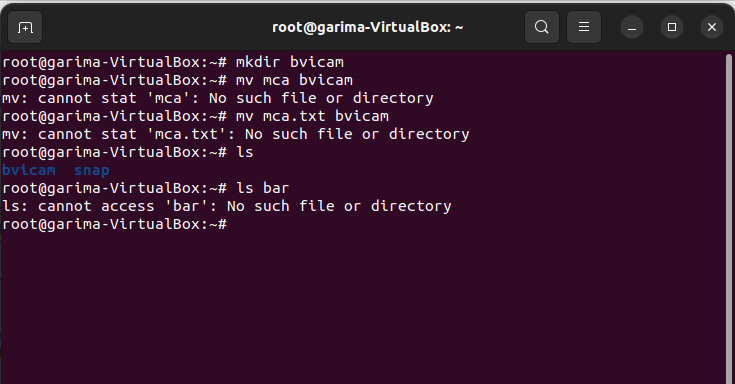 root@garima-VirtualBox: ~
root@garima-VirtualBox:~# mkdir bvicam
root@garima-VirtualBox:~# mv mca bvicam
mv: cannot stat 'mca': No such file or directory
root@garima-VirtualBox:~# mv mca.txt bvicam
mv: cannot stat 'mca.txt': No such file or directory
root@garima-VirtualBox:~# ls
bvicam  snap
root@garima-VirtualBox:~# ls bar
ls: cannot access 'bar': No such file or directory
root@garima-VirtualBox:~#